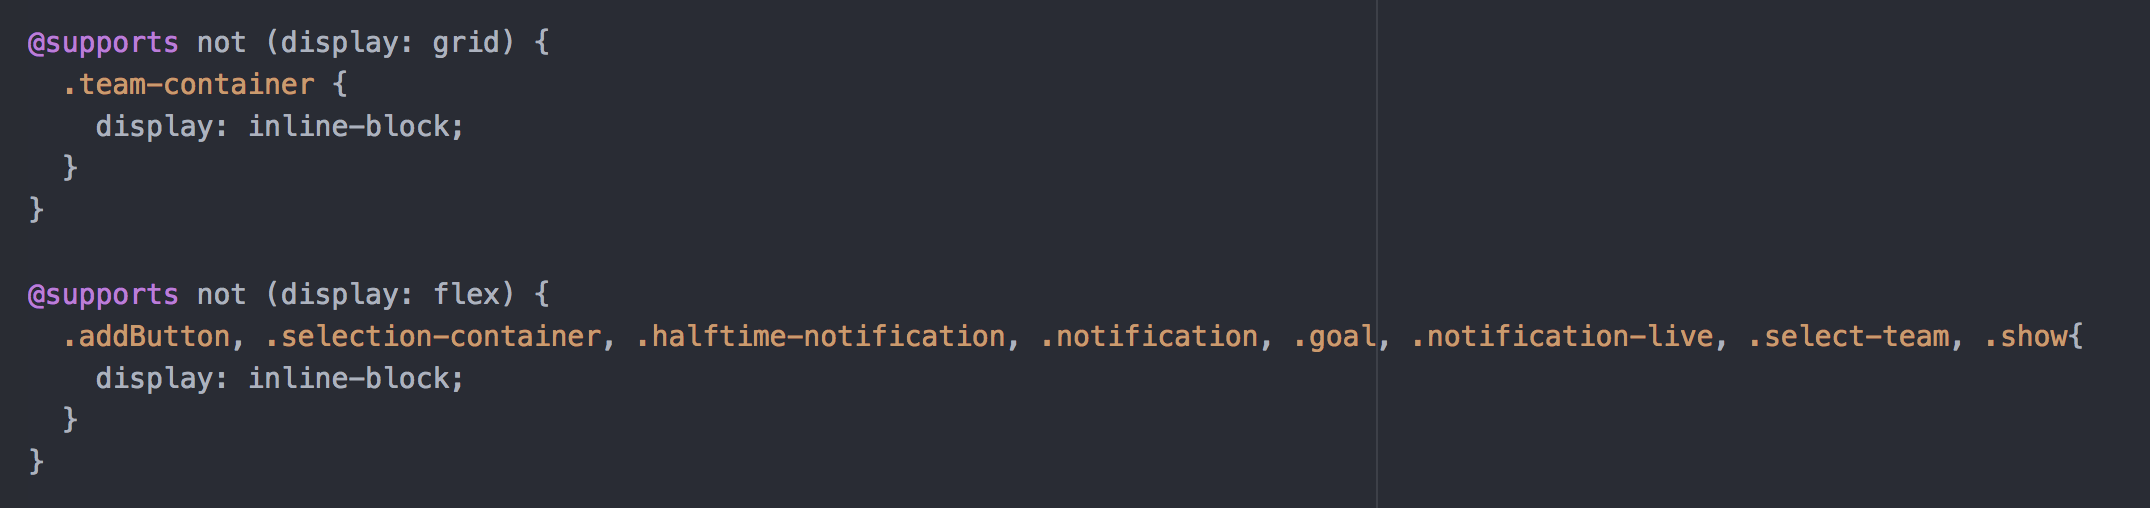 @supports not (display: grid) {
  .team-container {
    display: inline-block;
  }
}

@supports not (display: flex) {
  .addButton, .selection-container, .halftime-notification, .notification, .goal, .notification-live, .select-team, .show{
    display: inline-block;
  }
}